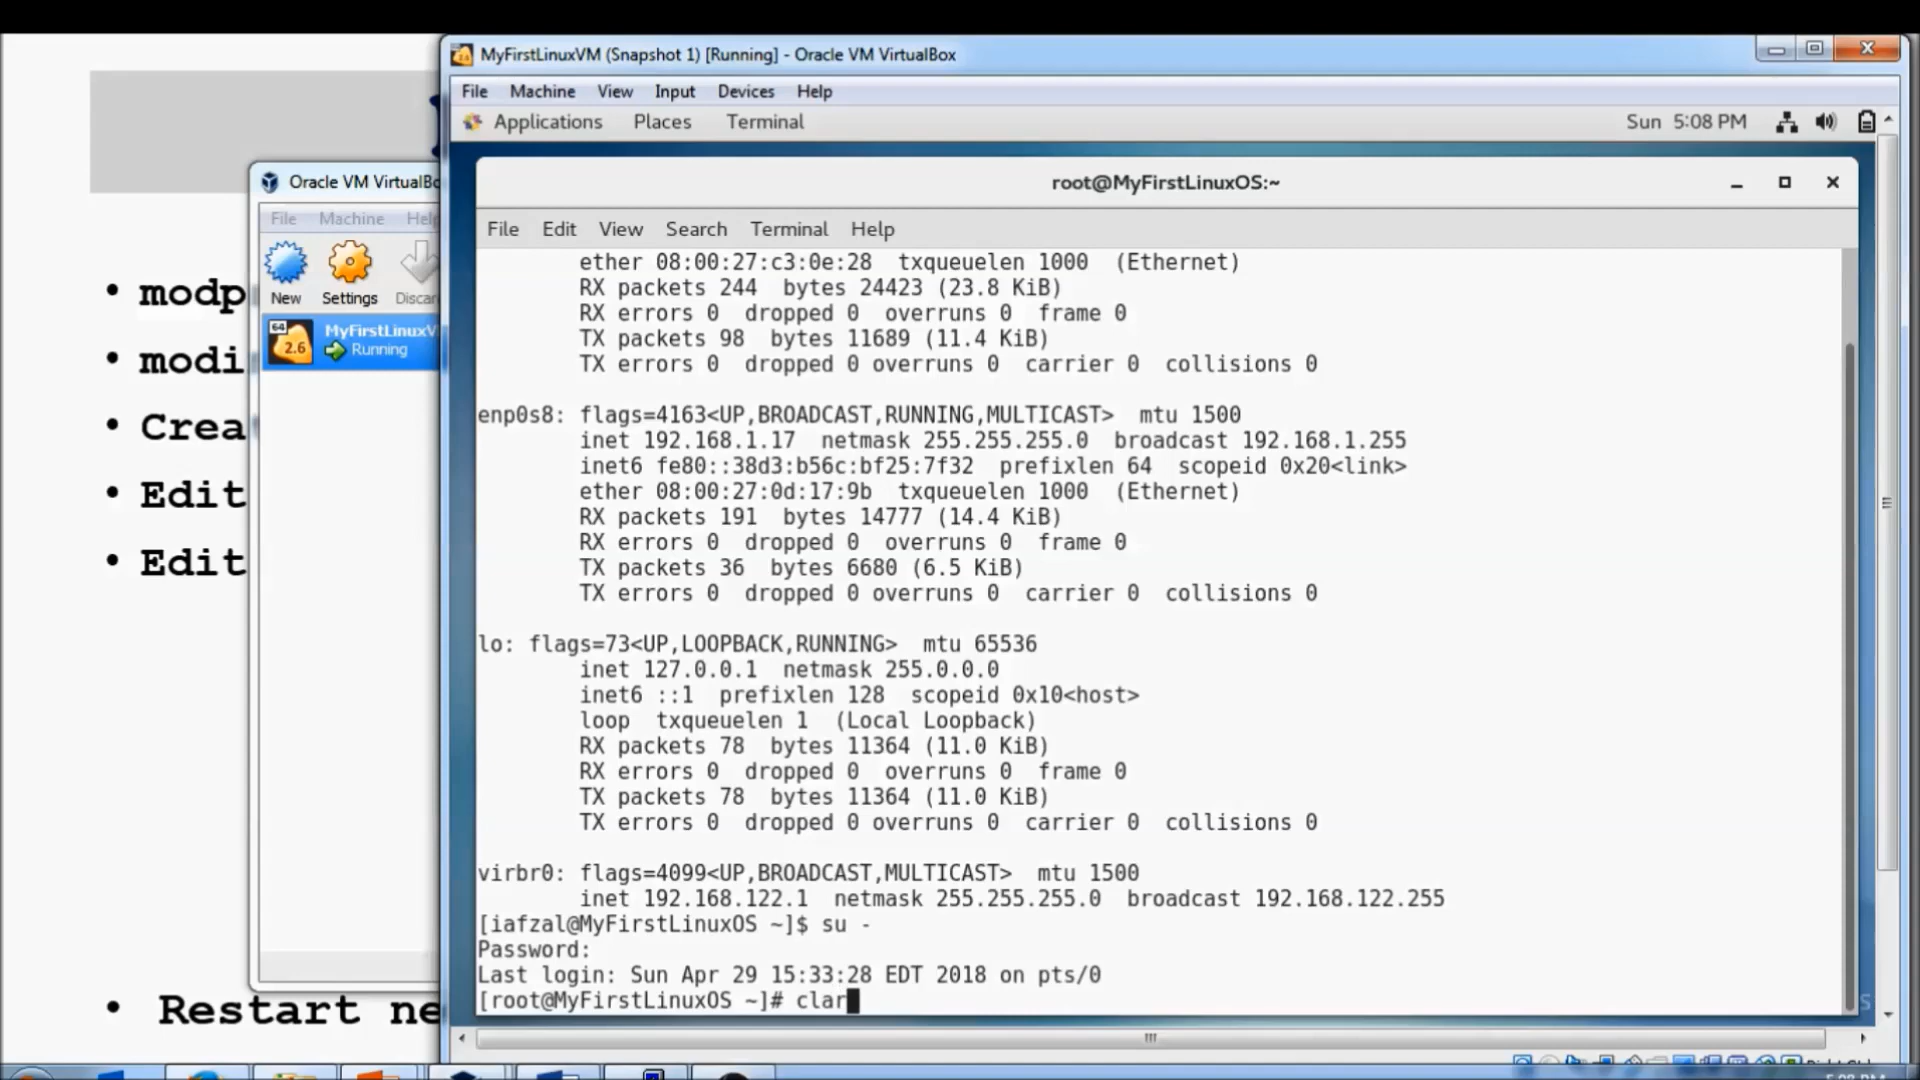 MyFirstLinuxVM (Snapshot 1) [Running] - Oracle VM VirtualBox
File Machine View Input Devices Help
Applications Places Terminal Sun 5:08 PM
Oracle VM VirtualBo
File Machine Help
New Settings Discar
64
2.6
MyFirstLinuxV
Running
• modp
• modi
• Crea
• Edit
• Edit
• Restart ne
root@MyFirstLinuxOS:~
File Edit View Search Terminal Help
ether 08:00:27:c3:0e:28 txqueuelen 1000 (Ethernet)
RX packets 244 bytes 24423 (23.8 KiB)
RX errors 0 dropped 0 overruns 0 frame 0
TX packets 98 bytes 11689 (11.4 KiB)
TX errors 0 dropped 0 overruns 0 carrier 0 collisions 0
enp0s8: flags=4163<UP,BROADCAST,RUNNING,MULTICAST> mtu 1500
inet 192.168.1.17 netmask 255.255.255.0 broadcast 192.168.1.255
inet6 fe80::38d3:b56c:bf25:7f32 prefixlen 64 scopeid 0x20<link>
ether 08:00:27:0d:17:9b txqueuelen 1000 (Ethernet)
RX packets 191 bytes 14777 (14.4 KiB)
RX errors 0 dropped 0 overruns 0 frame 0
TX packets 36 bytes 6680 (6.5 KiB)
TX errors 0 dropped 0 overruns 0 carrier 0 collisions 0
lo: flags=73<UP,LOOPBACK,RUNNING> mtu 65536
inet 127.0.0.1 netmask 255.0.0.0
inet6 ::1 prefixlen 128 scopeid 0x10<host>
loop txqueuelen 1 (Local Loopback)
RX packets 78 bytes 11364 (11.0 KiB)
RX errors 0 dropped 0 overruns 0 frame 0
TX packets 78 bytes 11364 (11.0 KiB)
TX errors 0 dropped 0 overruns 0 carrier 0 collisions 0
virbr0: flags=4099<UP,BROADCAST,MULTICAST> mtu 1500
inet 192.168.122.1 netmask 255.255.255.0 broadcast 192.168.122.255
[iafzal@MyFirstLinuxOS ~]$ su -
Password:
Last login: Sun Apr 29 15:33:28 EDT 2018 on pts/0
[root@MyFirstLinuxOS ~]# clar